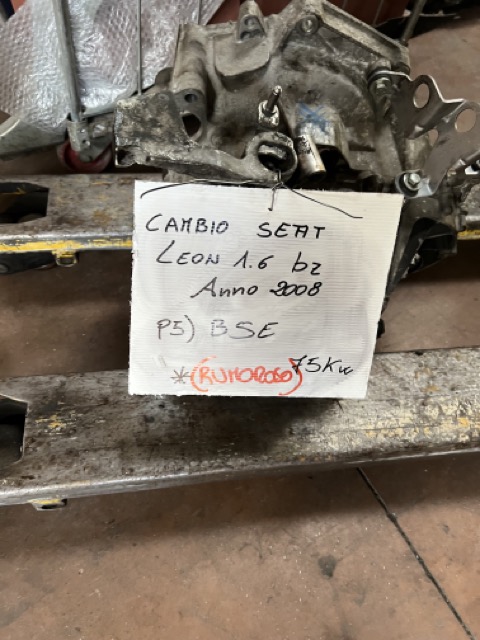 CAMBIO SEAT
LEON 1.6 bz
Anno 2008
P5) BSE
*(RUMOROSO) 75Kw